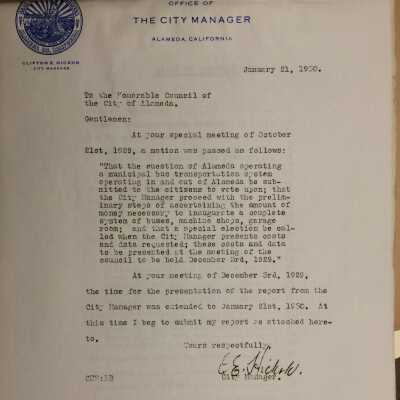 OFFICE OF
THE CITY MANAGER
ALAMEDA, CALIFORNIA
CLIFTON E. HICKOK
CITY MANAGER
January 21, 1930.
To the Honorable Council of
the City of Alameda.
Gentlemen:
At your special meeting of October
21st, 1929, a motion was passed as follows:
"That the question of Alameda operating
a municipal bus transportation system
operating in and out of Alameda be sub-
mitted to the citizens to vote upon; that
the City Manager proceed with the prelim-
inary steps of ascertaining the amount of
money necessary to inaugurate a complete
system of buses, machine shops, garage
room; and that a special election be cal-
led when the City Manager presents costs
and data requested; these costs and data
to be presented at the meeting of the
council to be held December 3rd, 1929."
At your meeting of December 3rd, 1929,
the time for the presentation of the report from the
City Manager was extended to January 21st, 1930. At
this time I beg to submit my report as attached here-
to.
Yours respectfully,
City Manager.